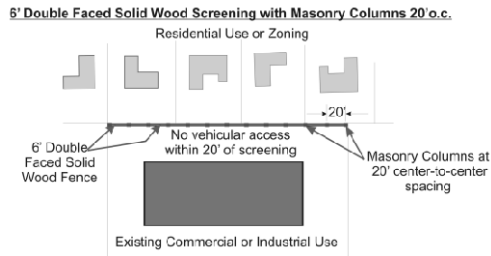 6' Double Faced Solid Wood Screening with Masonry Columns 20'o.c.
Residential Use or Zoning
20'
6' Double
Faced Solid
Wood Fence
No vehicular access
within 20' of screening
Masonry Columns at
20' center-to-center
spacing
Existing Commercial or Industrial Use